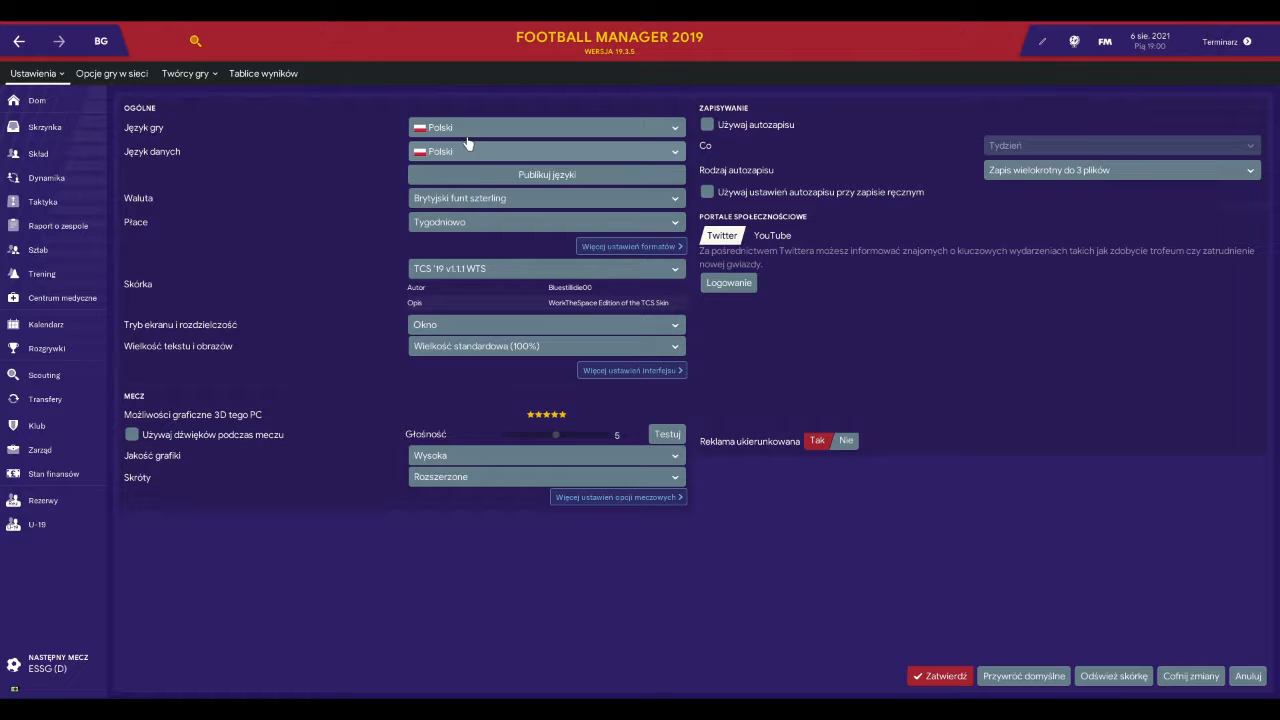 BG
FOOTBALL MANAGER 2019
WERSJA 19.3.5
FM
6 sie. 2021
Pią 19:00
Terminarz
Ustawienia
Opcje gry w sieci
Twórcy gry
Tablice wyników
Dom
Skrzynka
Skład
Dynamika
Taktyka
Raport o zespole
Sztab
Trening
Centrum medyczne
Kalendarz
Rozgrywki
Scouting
Transfery
Klub
Zarząd
Stan finansów
Rezerwy
U-19
NASTĘPNY MECZ
ESSG (D)
OGÓLNE
Język gry
Polski
Język danych
Polski
Publikuj języki
Waluta
Brytyjski funt szterling
Płace
Tygodniowo
Więcej ustawień formatów
Skórka
TCS '19 v1.1.1 WTS
Autor
Bluestillidie00
Opis
WorkTheSpace Edition of the TCS Skin
Tryb ekranu i rozdzielczość
Okno
Wielkość tekstu i obrazów
Wielkość standardowa (100%)
Więcej ustawień interfejsu
MECZ
Możliwości graficzne 3D tego PC
Używaj dźwięków podczas meczu
Głośność
5
Testuj
Jakość grafiki
Wysoka
Skróty
Rozszerzone
Więcej ustawień opcji meczowych
ZAPISYWANIE
Używaj autozapisu
Co
Tydzień
Rodzaj autozapisu
Zapis wielokrotny do 3 plików
Używaj ustawień autozapisu przy zapisie ręcznym
PORTALE SPOŁECZNOŚCIOWE
Twitter
YouTube
Za pośrednictwem Twittera możesz informować znajomych o kluczowych wydarzeniach takich jak zdobycie trofeum czy zatrudnienie
nowej gwiazdy.
Logowanie
Reklama ukierunkowana
Tak
Nie
Zatwierdź
Przywróć domyślne
Odśwież skórkę
Cofnij zmiany
Anuluj